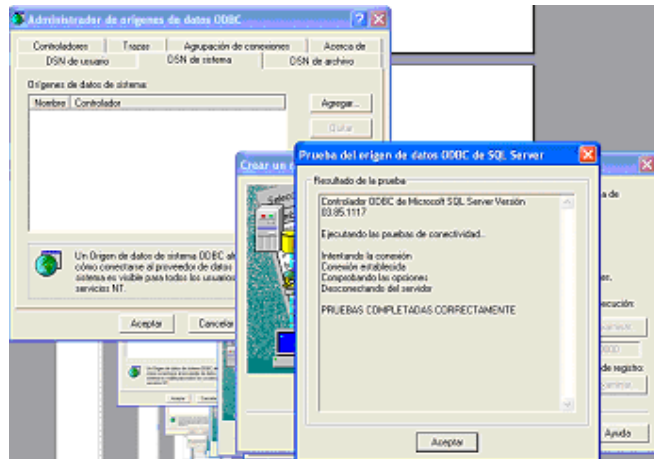 Administrador de orígenes de datos ODBC
Controladores Trazas Agrupación de conexiones Acerca de
DSN de usuario DSN de sistema DSN de archivo
Orígenes de datos de sistema:
Nombre Controlador
Agregar...
Quitar
Un Origen de datos de sistema ODBC
cómo conectarse al proveedor de datos
sistema es visible para todos los usuarios
servicios NT.
Aceptar Cancelar
Crear un
Prueba del origen de datos ODBC de SQL Server
Resultado de la prueba
Controlador ODBC de Microsoft SQL Server Versión
03.85.1117
Ejecutando las pruebas de conectividad...
Intentando la conexión
Conexión establecida
Comprobando las opciones
Desconectando del servidor
PRUEBAS COMPLETADAS CORRECTAMENTE
Aceptar
de registro:
Ayuda